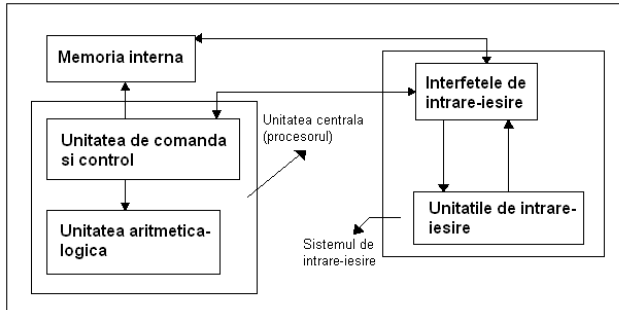 Memoria interna
Interfetele de
intrare-iesire
Unitatea de comanda
si control
Unitatea centrala
(procesorul)
Unitatea aritmetica-
logica
Unitatile de intrare-
iesire
Sistemul de
intrare-iesire